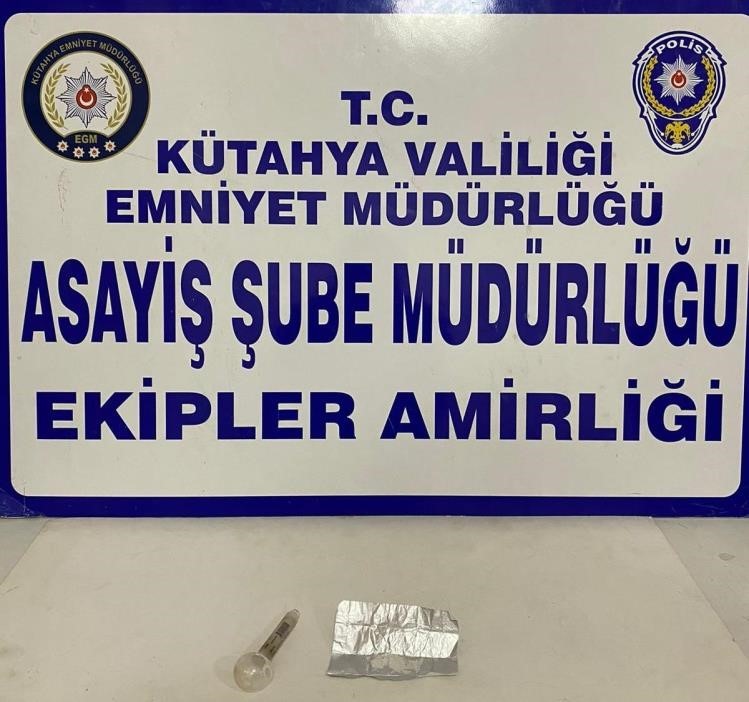 KÜTAHYA EMNİYET MÜDÜRLÜĞÜ
EGM
POLİS
T.C.
KÜTAHYA VALİLİĞİ
EMNİYET MÜDÜRLÜĞÜ
ASAYİŞ ŞUBE MÜDÜRLÜĞÜ
EKİPLER AMİRLİĞİ